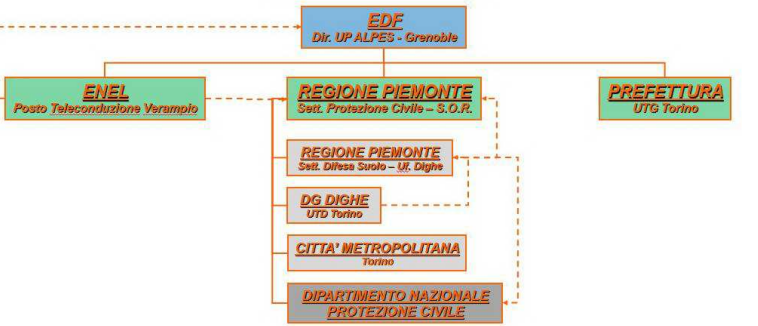 EDF
Dir. UP ALPES - Grenoble
ENEL
Posto Teleconduzione Verampio
REGIONE PIEMONTE
Sett. Protezione Civile – S.O.R.
PREFETTURA
UTG Torino
REGIONE PIEMONTE
Sett. Difesa Suolo – Uf. Dighe
DG DIGHE
UTD Torino
CITTA' METROPOLITANA
Torino
DIPARTIMENTO NAZIONALE
PROTEZIONE CIVILE